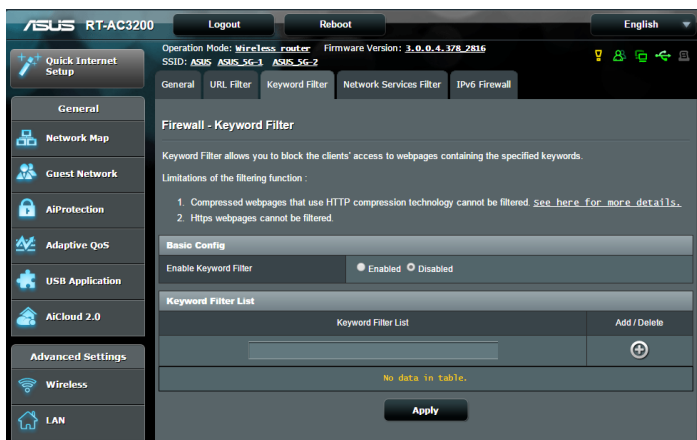 ASUS RT-AC3200
Logout
Reboot
English
Quick Internet Setup
Operation Mode: Wireless router Firmware Version: 3.0.0.4.378_2816
SSID: ASUS ASUS_5G-1 ASUS_5G-2
General
URL Filter
Keyword Filter
Network Services Filter
IPv6 Firewall
General
Network Map
Guest Network
AiProtection
Adaptive QoS
USB Application
AiCloud 2.0
Advanced Settings
Wireless
LAN
Firewall - Keyword Filter
Keyword Filter allows you to block the clients' access to webpages containing the specified keywords.
Limitations of the filtering function :
1. Compressed webpages that use HTTP compression technology cannot be filtered. See here for more details.
2. Https webpages cannot be filtered.
Basic Config
Enable Keyword Filter
Enabled Disabled
Keyword Filter List
Keyword Filter List
Add / Delete
No data in table.
Apply